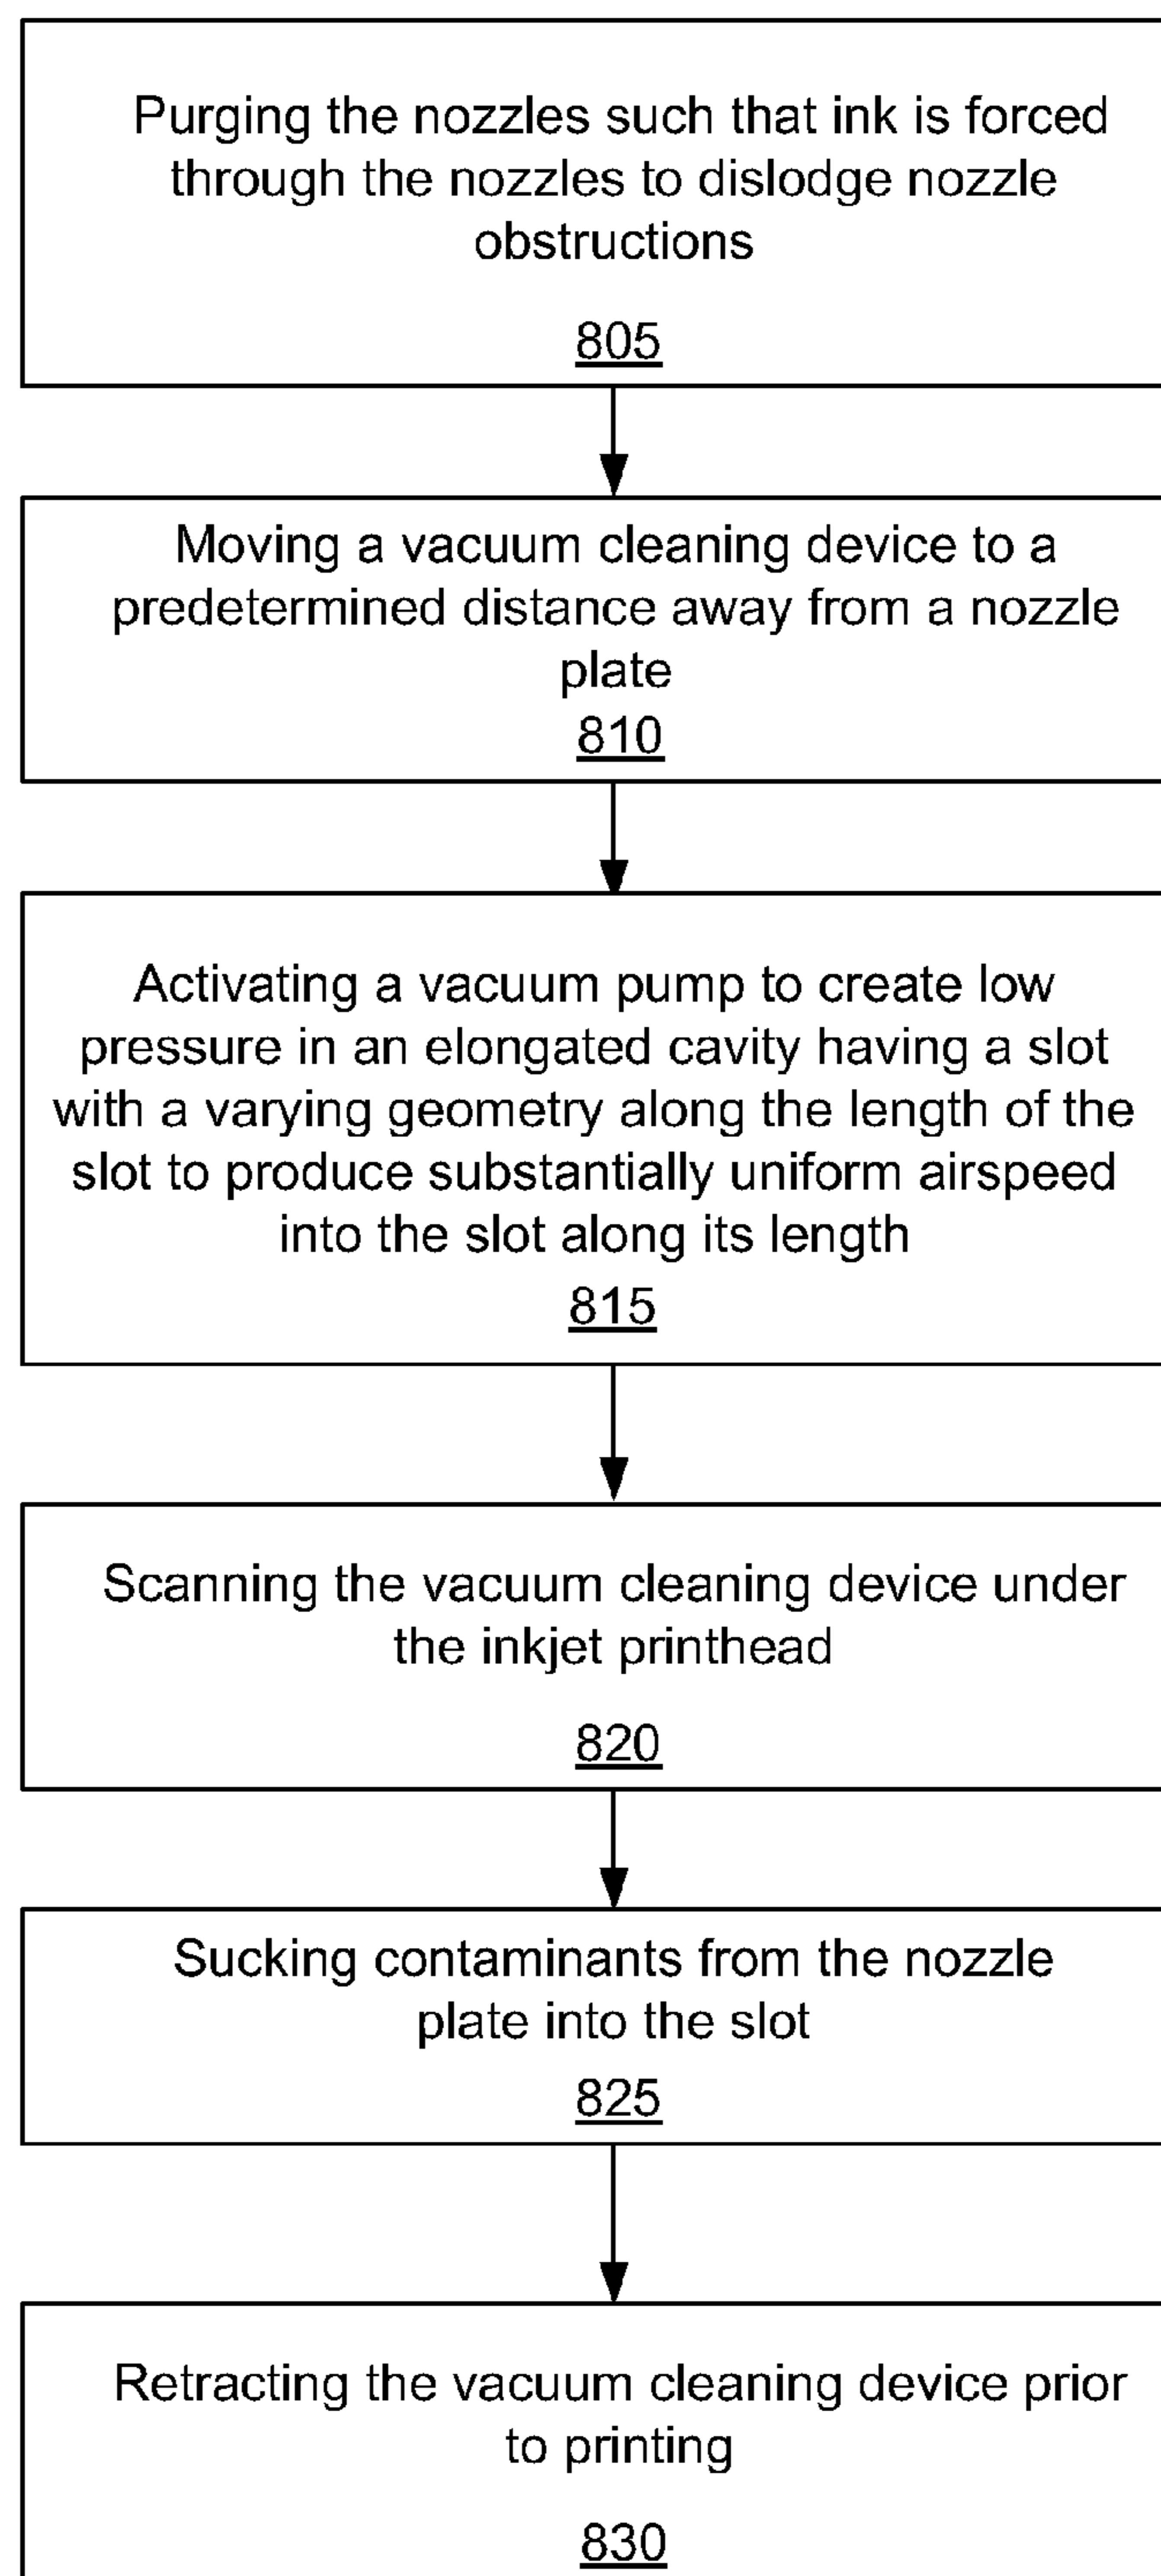 Purging the nozzles such that ink is forced
through the nozzles to dislodge nozzle
obstructions
805
Moving a vacuum cleaning device to a
predetermined distance away from a nozzle
plate
810
Activating a vacuum pump to create low
pressure in an elongated cavity having a slot
with a varying geometry along the length of the
slot to produce substantially uniform airspeed
into the slot along its length
815
Scanning the vacuum cleaning device under
the inkjet printhead
820
Sucking contaminants from the nozzle
plate into the slot
825
Retracting the vacuum cleaning device prior
to printing
830